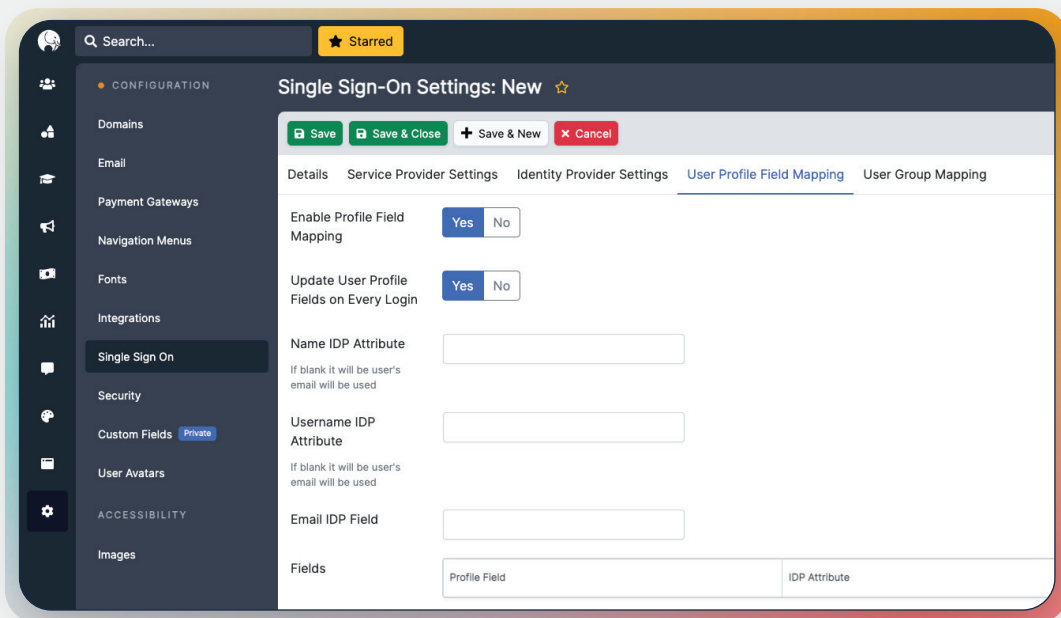 Search...
Starred
CONFIGURATION
Domains
Email
Payment Gateways
Navigation Menus
Fonts
Integrations
Single Sign On
Security
Custom Fields Private
User Avatars
ACCESSIBILITY
Images
Single Sign-On Settings: New
Save
Save & Close
Save & New
Cancel
Details Service Provider Settings Identity Provider Settings User Profile Field Mapping User Group Mapping
Enable Profile Field
Mapping
Yes No
Update User Profile
Fields on Every Login
Yes No
Name IDP Attribute
If blank it will be user's
email will be used
Username IDP
Attribute
If blank it will be user's
email will be used
Email IDP Field
Fields
Profile Field IDP Attribute